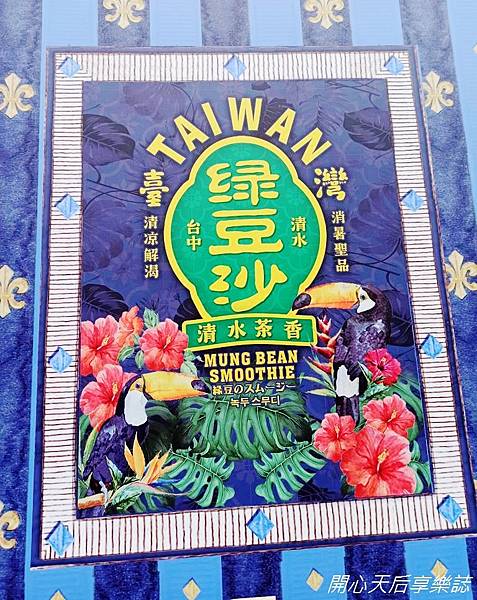 TAIWAN
臺灣
绿豆沙
台中
清水
清涼解渴
消暑聖品
清水茶香
MUNG BEAN
SMOOTHIE
緑豆のスムージー
녹두스무디
開心天后享樂誌